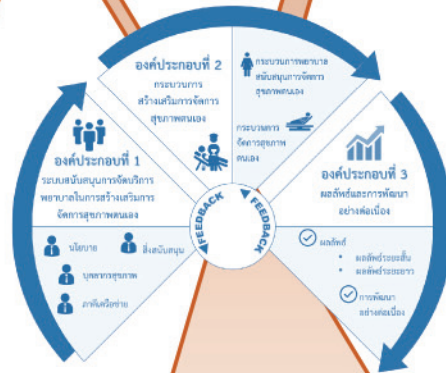 องค์ประกอบที่ 1
ระบบสนับสนุนการจัดบริการ
พยาบาลในการสร้างเสริมการ
จัดการสุขภาพตนเอง
นโยบาย
สิ่งสนับสนุน
บุคลากรสุขภาพ
ภาคีเครือข่าย
องค์ประกอบที่ 2
กระบวนการ
สร้างเสริมการจัดการ
สุขภาพตนเอง
กระบวนการพยาบาล
สนับสนุนการจัดการ
สุขภาพตนเอง
กระบวนการ
จัดการสุขภาพ
ตนเอง
องค์ประกอบที่ 3
ผลลัพธ์และการพัฒนา
อย่างต่อเนื่อง
ผลลัพธ์
• ผลลัพธ์ระยะสั้น
• ผลลัพธ์ระยะยาว
การพัฒนา
อย่างต่อเนื่อง
FEEDBACK
FEEDBACK